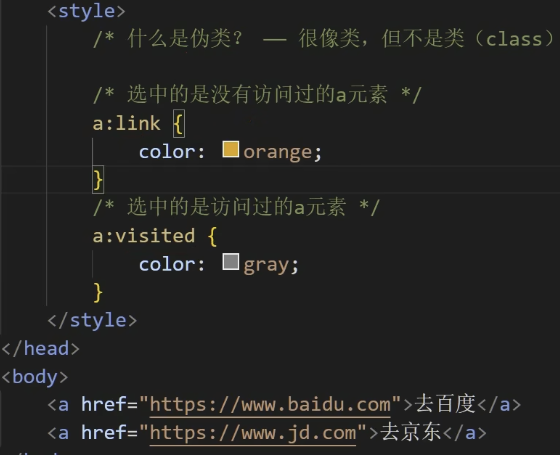 <style>
/* 什么是伪类？ —— 很像类，但不是类（class）
/* 选中的是没有访问过的a元素 */
a:link {
color: orange;
}
/* 选中的是访问过的a元素 */
a:visited {
color: gray;
}
</style>
</head>
<body>
<a href="https://www.baidu.com">去百度</a>
<a href="https://www.jd.com">去京东</a>